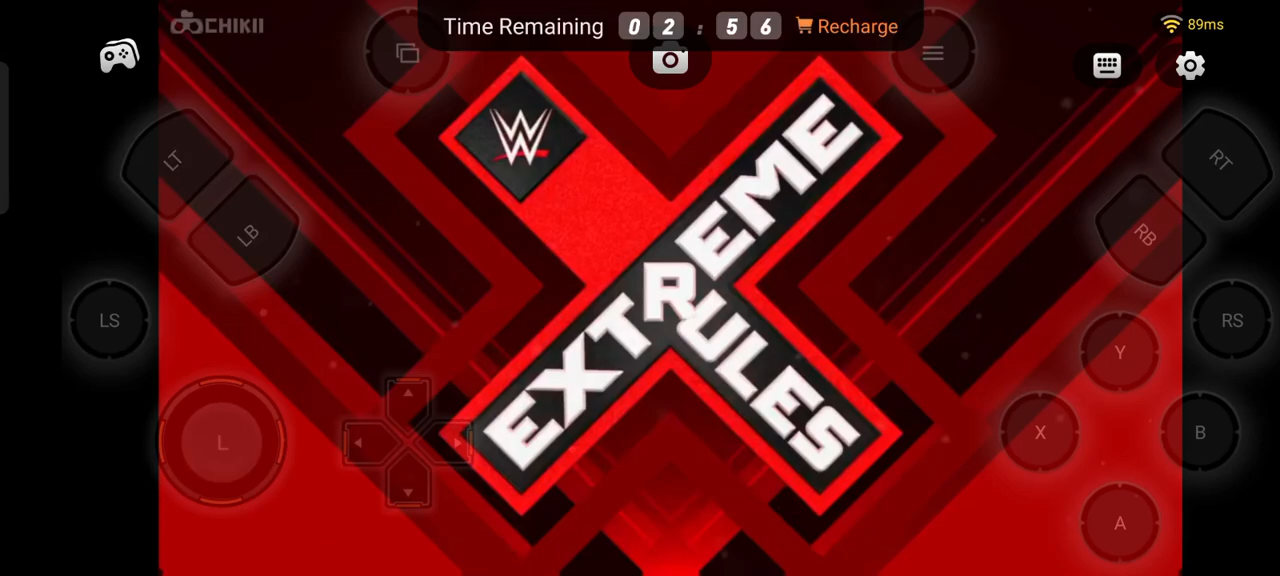 CHIKII
Time Remaining 02:56 Recharge
89ms
W
LT
RT
LB
RB
EXTREME
RULES
LS
RS
Y
X
B
L
A